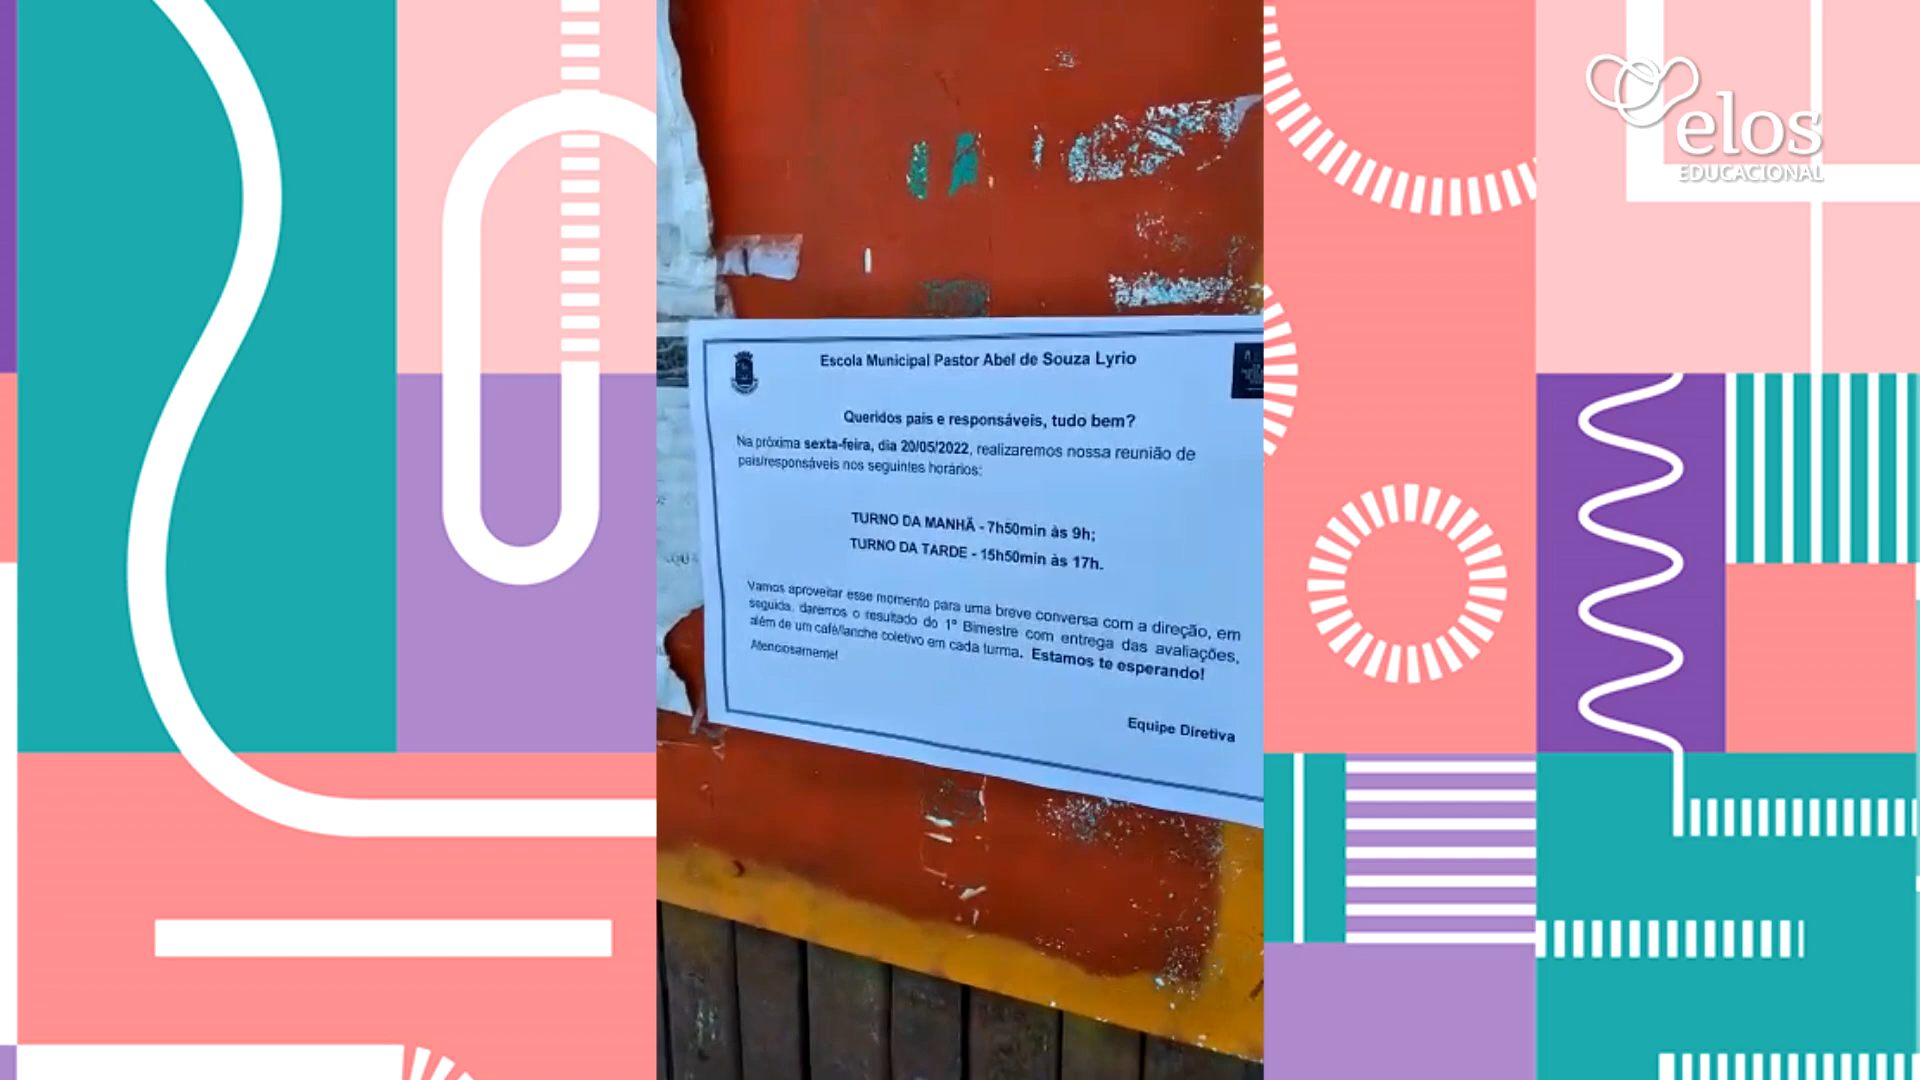 elos
EDUCACIONAL
Escola Municipal Pastor Abel de Souza Lyrio
Queridos pais e responsáveis, tudo bem?
Na próxima sexta-feira, dia 20/05/2022, realizaremos nossa reunião de
pais/responsáveis nos seguintes horários:
TURNO DA MANHÃ - 7h50min às 9h;
TURNO DA TARDE - 15h50min às 17h.
Vamos aproveitar esse momento para uma breve conversa com a direção, em
seguida, daremos o resultado do 1º Bimestre com entrega das avaliações,
além de um café/lanche coletivo em cada turma. Estamos te esperando!
Atenciosamente!
Equipe Diretiva